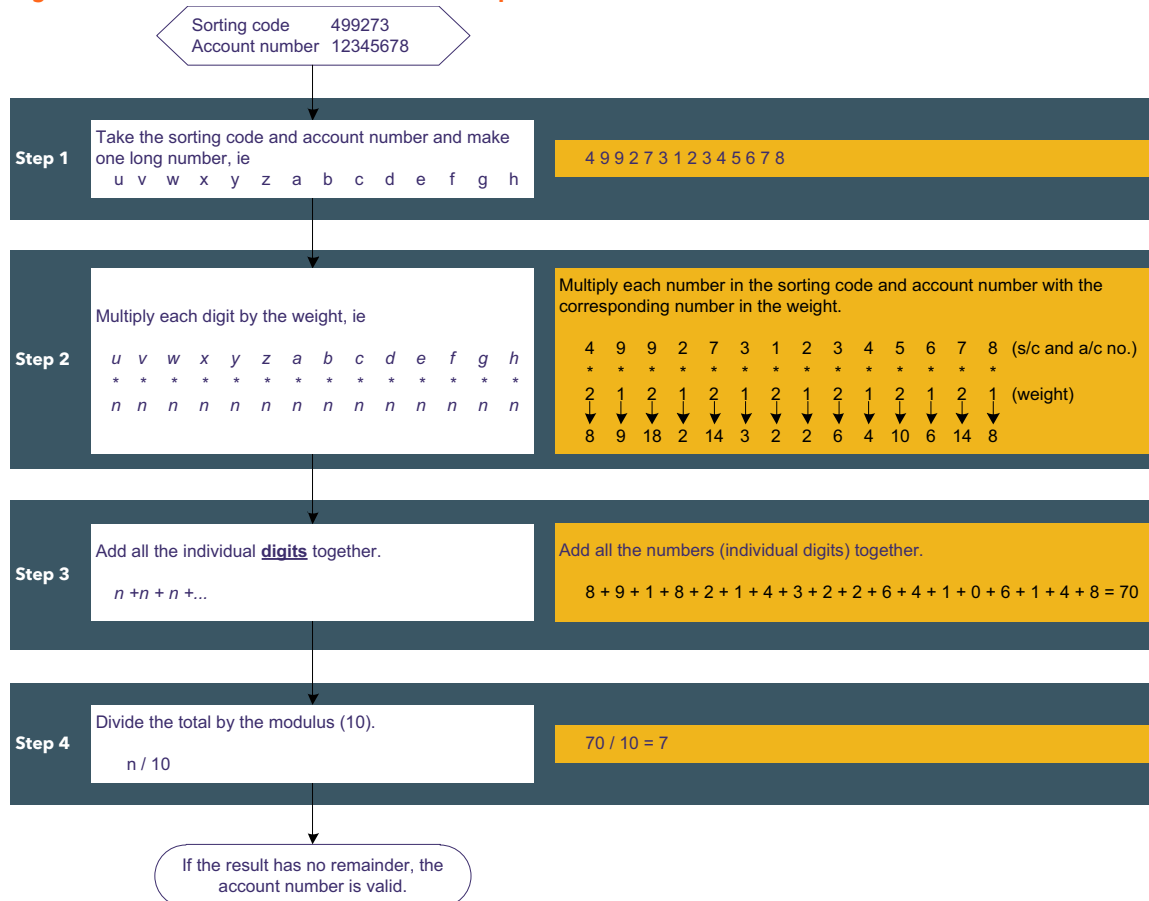 Sorting code 499273
Account number 12345678
Step 1
Take the sorting code and account number and make
one long number, ie
u v w x y z a b c d e f g h
4 9 9 2 7 3 1 2 3 4 5 6 7 8
Step 2
Multiply each digit by the weight, ie
u v w x y z a b c d e f g h
* * * * * * * * * * * * * *
n n n n n n n n n n n n n n
Multiply each number in the sorting code and account number with the
corresponding number in the weight.
4 9 9 2 7 3 1 2 3 4 5 6 7 8 (s/c and a/c no.)
* * * * * * * * * * * * * *
2 1 2 1 2 1 2 1 2 1 2 1 2 1 (weight)
8 9 18 2 14 3 2 2 6 4 10 6 14 8
Step 3
Add all the individual digits together.
n +n + n +...
Add all the numbers (individual digits) together.
8 + 9 + 1 + 8 + 2 + 1 + 4 + 3 + 2 + 2 + 6 + 4 + 1 + 0 + 6 + 1 + 4 + 8 = 70
Step 4
Divide the total by the modulus (10).
n / 10
70 / 10 = 7
If the result has no remainder, the
account number is valid.